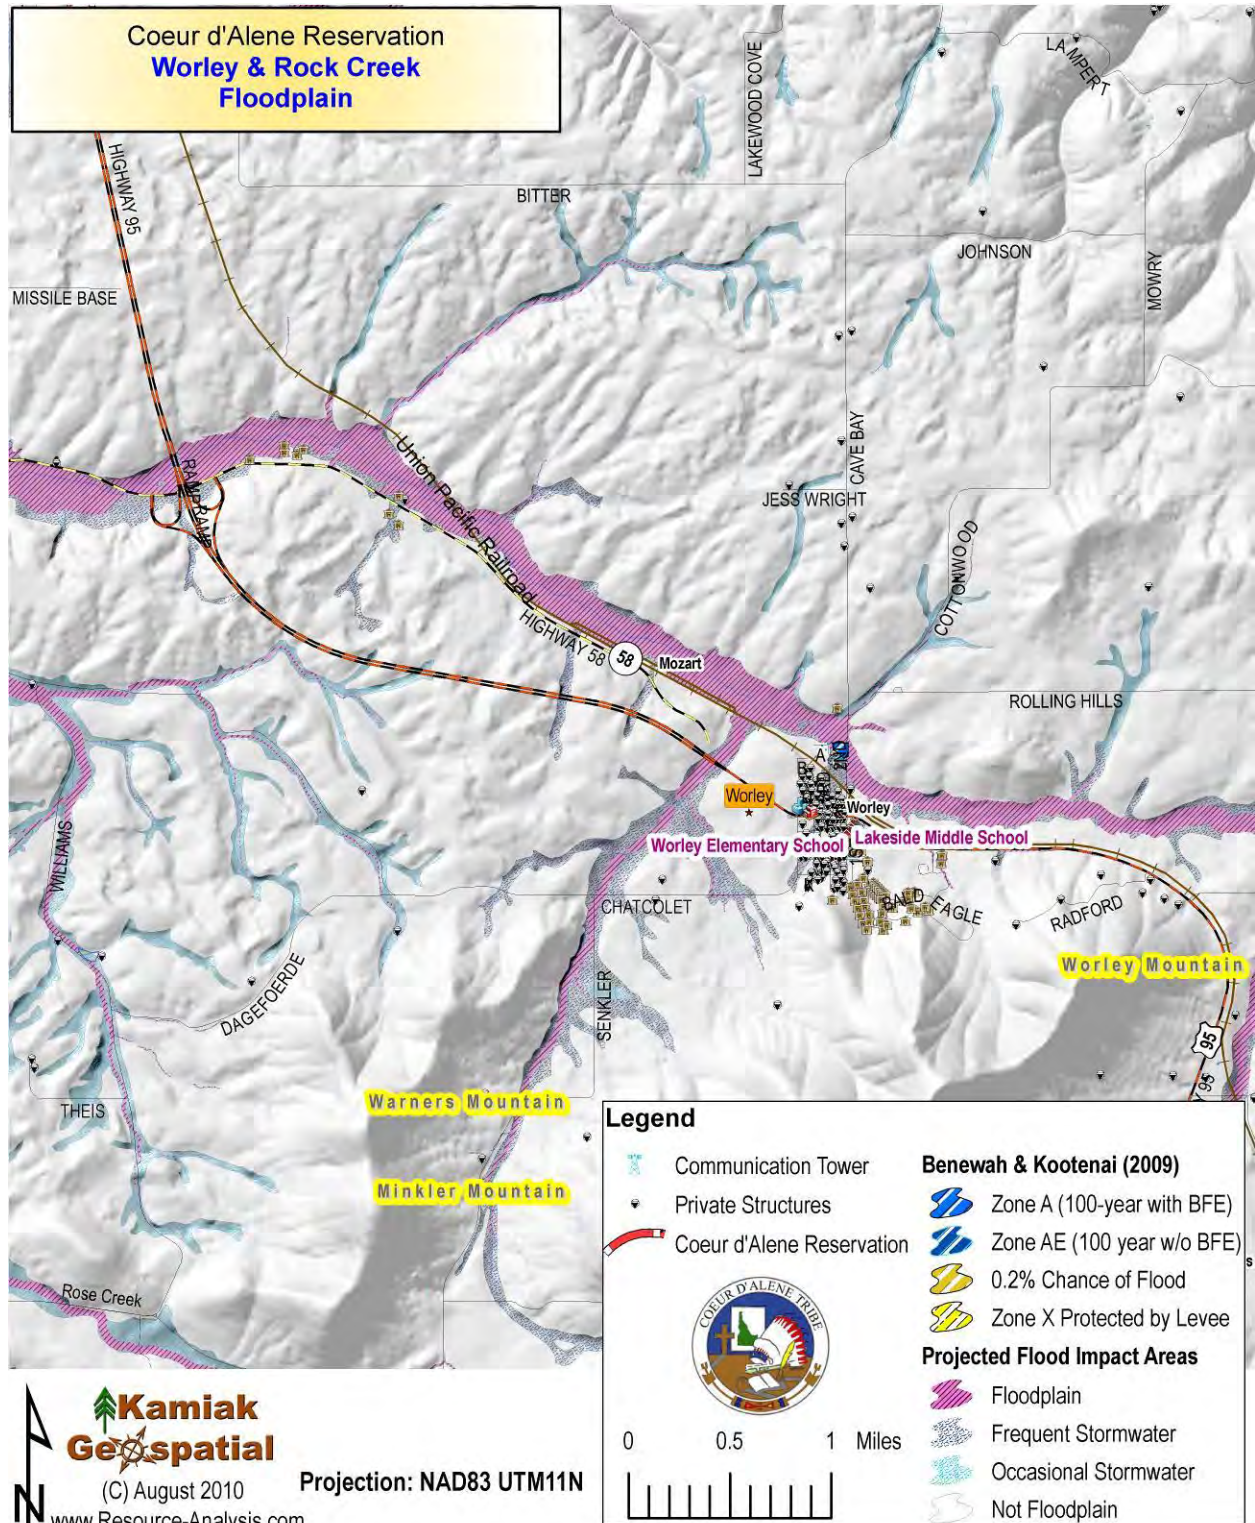 Coeur d'Alene Reservation
Worley & Rock Creek
Floodplain
LAMPERT
LAKEWOOD COVE
HIGHWAY 95
BITTER
JOHNSON
MOWRY
MISSILE BASE
CAVE BAY
Union Pacific Railroad
RAMP
RAMP
JESS WRIGHT
COTTONWOOD
HIGHWAY 58
58
Mozart
ROLLING HILLS
A
B
Worley
Worley
WILLIAMS
Worley Elementary School
Lakeside Middle School
CHATCOLET
BALD EAGLE
RADFORD
Worley Mountain
DAGEFOERDE
SENKLER
95
Y 95
Warners Mountain
THEIS
Minkler Mountain
Rose Creek
Legend
Communication Tower
Private Structures
Coeur d'Alene Reservation
COEUR D'ALENE TRIBE
0 0.5 1 Miles
Benewah & Kootenai (2009)
Zone A (100-year with BFE)
Zone AE (100 year w/o BFE)
0.2% Chance of Flood
Zone X Protected by Levee
Projected Flood Impact Areas
Floodplain
Frequent Stormwater
Occasional Stormwater
Not Floodplain
N
Kamiak
Geospatial
(C) August 2010
www.Resource-Analysis.com
Projection: NAD83 UTM11N